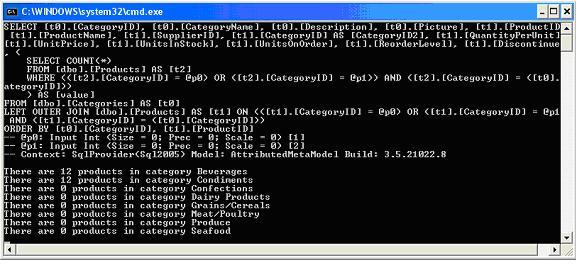 C:\WINDOWS\system32\cmd.exe
SELECT [t0].[CategoryID], [t0].[CategoryName], [t0].[Description], [t0].[Picture], [t1].[ProductID
[t1].[ProductName], [t1].[SupplierID], [t1].[CategoryID] AS [CategoryID2], [t1].[QuantityPerUnit]
[t1].[UnitPrice], [t1].[UnitsInStock], [t1].[UnitsOnOrder], [t1].[ReorderLevel], [t1].[Discontinue
, (
SELECT COUNT(*)
FROM [dbo].[Products] AS [t2]
WHERE (([t2].[CategoryID] = @p0) OR ([t2].[CategoryID] = @p1)) AND ([t2].[CategoryID] = ([t0].
ategoryID]))
) AS [value]
FROM [dbo].[Categories] AS [t0]
LEFT OUTER JOIN [dbo].[Products] AS [t1] ON (([t1].[CategoryID] = @p0) OR ([t1].[CategoryID] = @p1
AND ([t1].[CategoryID] = ([t0].[CategoryID]))
ORDER BY [t0].[CategoryID], [t1].[ProductID]
-- @p0: Input Int (Size = 0; Prec = 0; Scale = 0) [1]
-- @p1: Input Int (Size = 0; Prec = 0; Scale = 0) [2]
-- Context: SqlProvider(Sql2005) Model: AttributedMetaModel Build: 3.5.21022.8
There are 12 products in category Beverages
There are 12 products in category Condiments
There are 0 products in category Confections
There are 0 products in category Dairy Products
There are 0 products in category Grains/Cereals
There are 0 products in category Meat/Poultry
There are 0 products in category Produce
There are 0 products in category Seafood